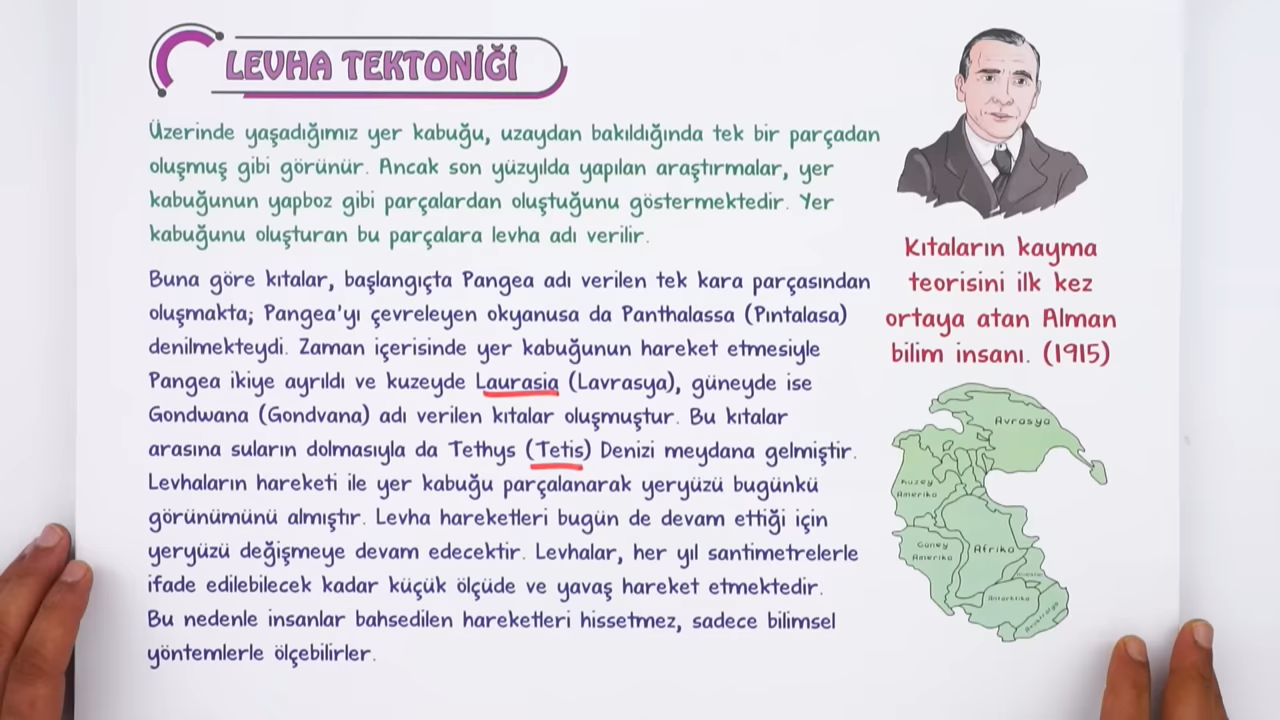 LEVHA TEKTONİĞİ
Üzerinde yaşadığımız yer kabuğu, uzaydan bakıldığında tek bir parçadan
oluşmuş gibi görünür. Ancak son yüzyılda yapılan araştırmalar, yer
kabuğunun yapboz gibi parçalardan oluştuğunu göstermektedir. Yer
kabuğunu oluşturan bu parçalara levha adı verilir.
Buna göre kıtalar, başlangıçta Pangea adı verilen tek kara parçasından
oluşmakta; Pangea'yı çevreleyen okyanusa da Panthalassa (Pıntalasa)
denilmekteydi. Zaman içerisinde yer kabuğunun hareket etmesiyle
Pangea ikiye ayrıldı ve kuzeyde Laurasia (Lavrasya), güneyde ise
Gondwana (Gondvana) adı verilen kıtalar oluşmuştur. Bu kıtalar
arasına suların dolmasıyla da Tethys (Tetis) Denizi meydana gelmiştir.
Levhaların hareketi ile yer kabuğu parçalanarak yeryüzü bugünkü
görünümünü almıştır. Levha hareketleri bugün de devam ettiği için
yeryüzü değişmeye devam edecektir. Levhalar, her yıl santimetrelerle
ifade edilebilecek kadar küçük ölçüde ve yavaş hareket etmektedir.
Bu nedenle insanlar bahsedilen hareketleri hissetmez, sadece bilimsel
yöntemlerle ölçebilirler.
Kıtaların kayma
teorisini ilk kez
ortaya atan Alman
bilim insanı. (1915)
Avrasya
Kuzey
Amerika
Güney
Amerika
Afrika
Antarktika
Avustralya